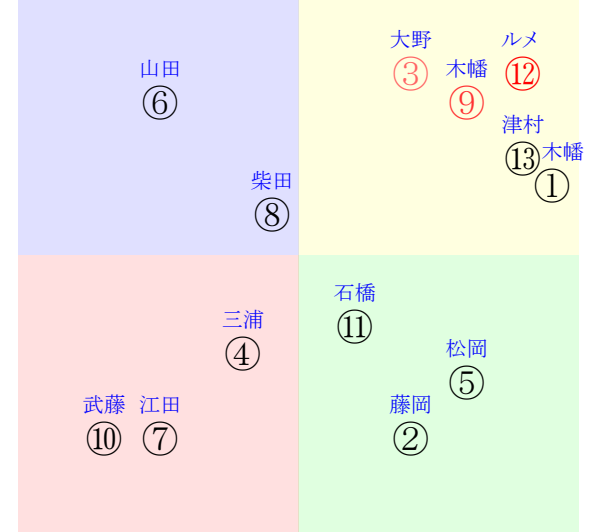 大野
③
木幡
⑨
ルメ
⑫
山田
⑥
津村
⑬
木幡
①
柴田
⑧
石橋
⑪
三浦
④
松岡
⑤
武藤
⑩
江田
⑦
藤岡
②